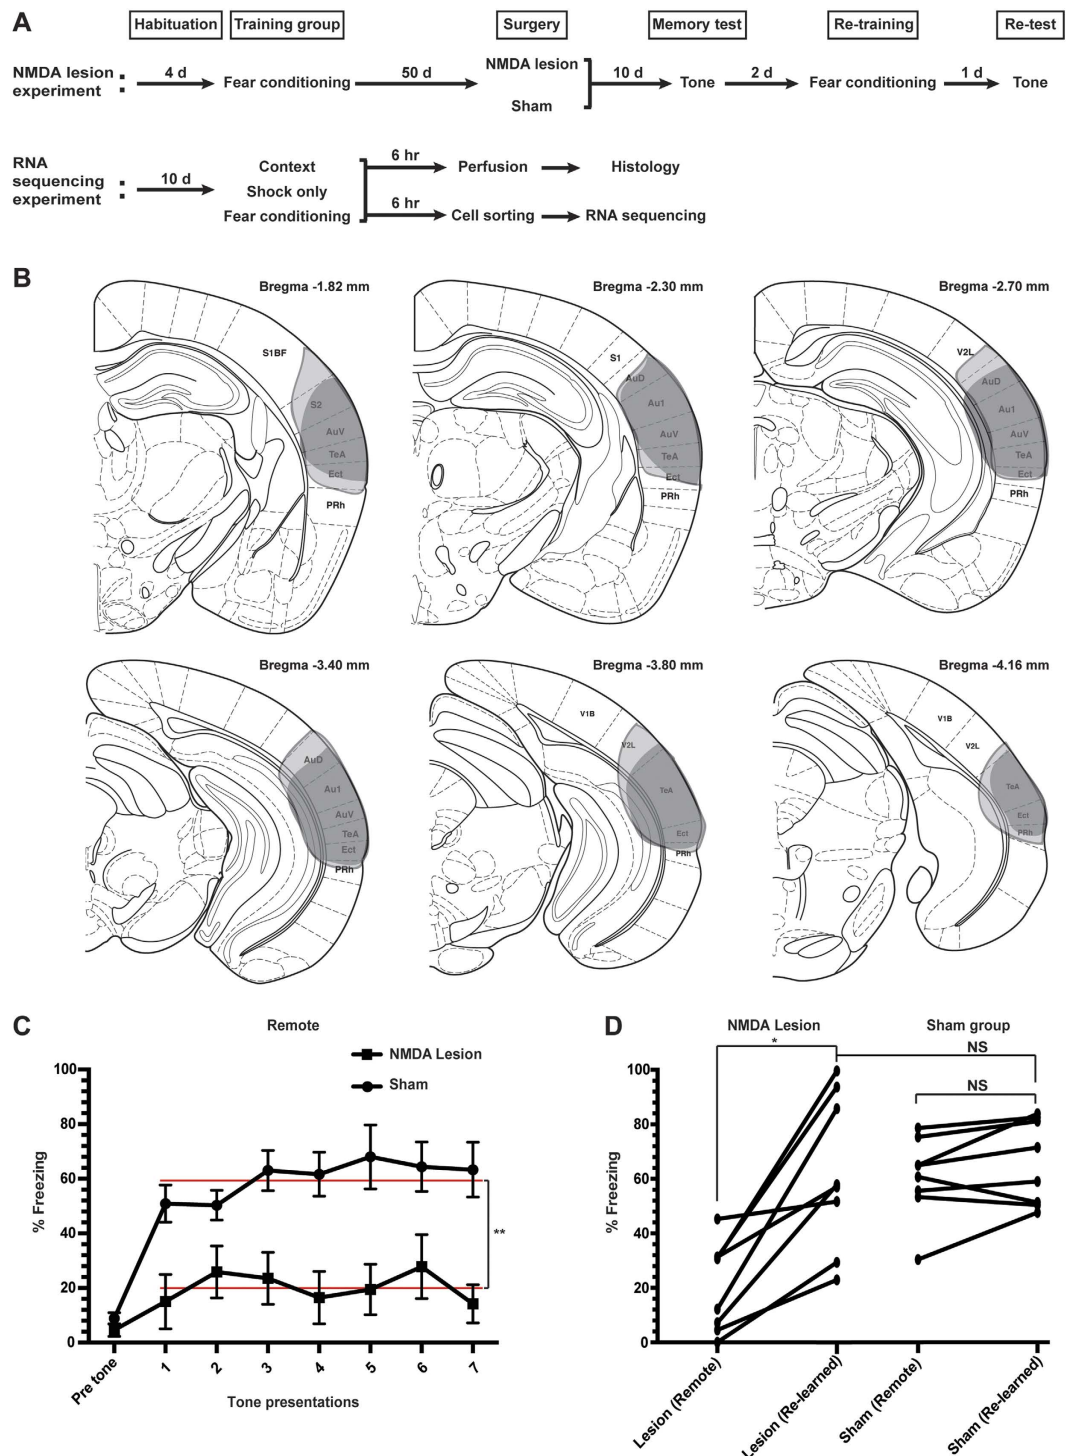 A
Habituation Training group Surgery Memory test Re-training Re-test
NMDA lesion
experiment :
4 d Fear conditioning 50 d NMDA lesion
Sham
10 d Tone 2 d Fear conditioning 1 d Tone
RNA
sequencing
experiment :
10 d
Context
Shock only
Fear conditioning
6 hr Perfusion Histology
6 hr Cell sorting RNA sequencing
B
Bregma -1.82 mm
S1BF
S2
AuV
TeA
Ect
PRh
Bregma -2.30 mm
S1
AuD
Au1
AuV
TeA
Ect
PRh
Bregma -2.70 mm
V2L
AuD
Au1
AuV
TeA
Ect
PRh
Bregma -3.40 mm
AuD
Au1
AuV
TeA
Ect
PRh
Bregma -3.80 mm
V1B
V2L
TeA
Ect
PRh
Bregma -4.16 mm
V1B
V2L
TeA
Ect
PRh
C
Remote
NMDA Lesion
Sham
% Freezing
100
80
60
40
20
0
**
Pre tone 1 2 3 4 5 6 7
Tone presentations
D
NMDA Lesion Sham group
*
NS
NS
% Freezing
100
80
60
40
20
0
Lesion (Remote)
Lesion (Re-learned)
Sham (Remote)
Sham (Re-learned)